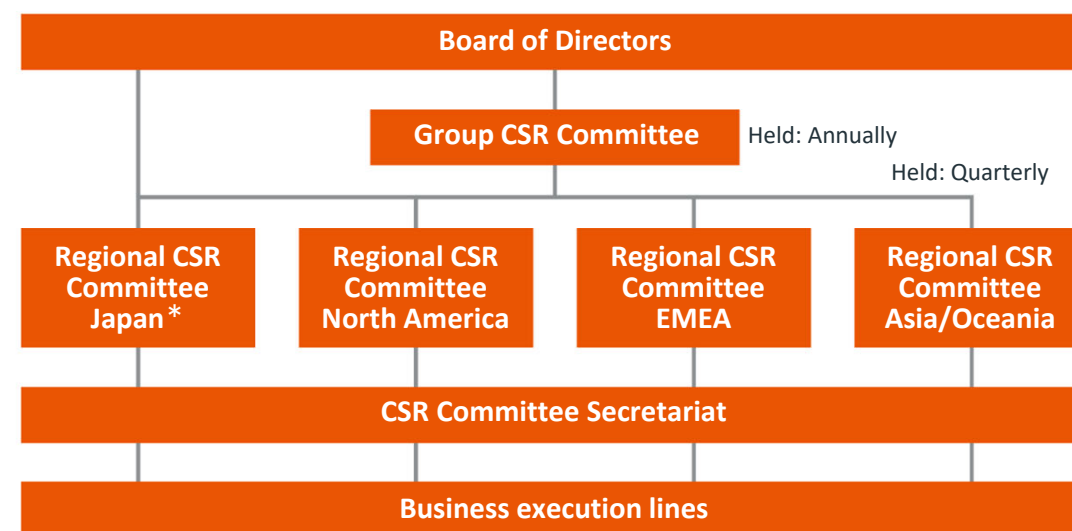 Board of Directors
Group CSR Committee
Held: Annually
Held: Quarterly
Regional CSR
Committee
Japan*
Regional CSR
Committee
North America
Regional CSR
Committee
EMEA
Regional CSR
Committee
Asia/Oceania
CSR Committee Secretariat
Business execution lines